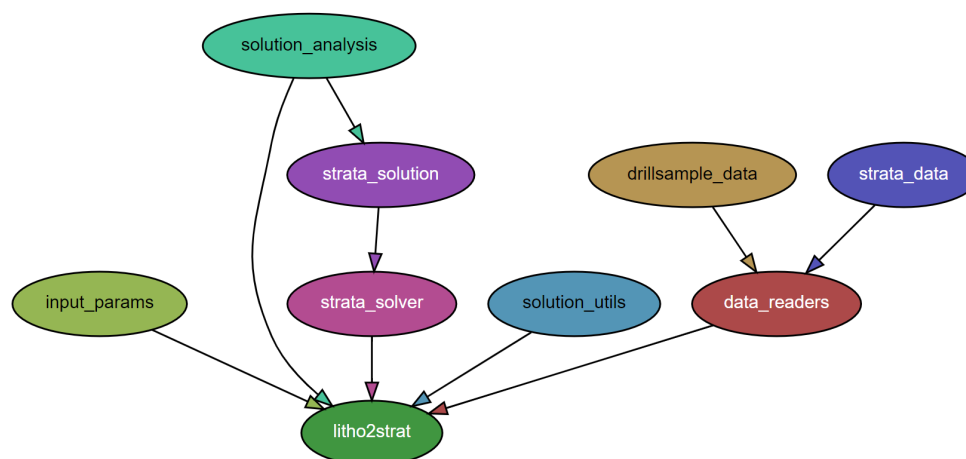 solution_analysis
strata_solution
drillsample_data
strata_data
input_params
strata_solver
solution_utils
data_readers
litho2strat